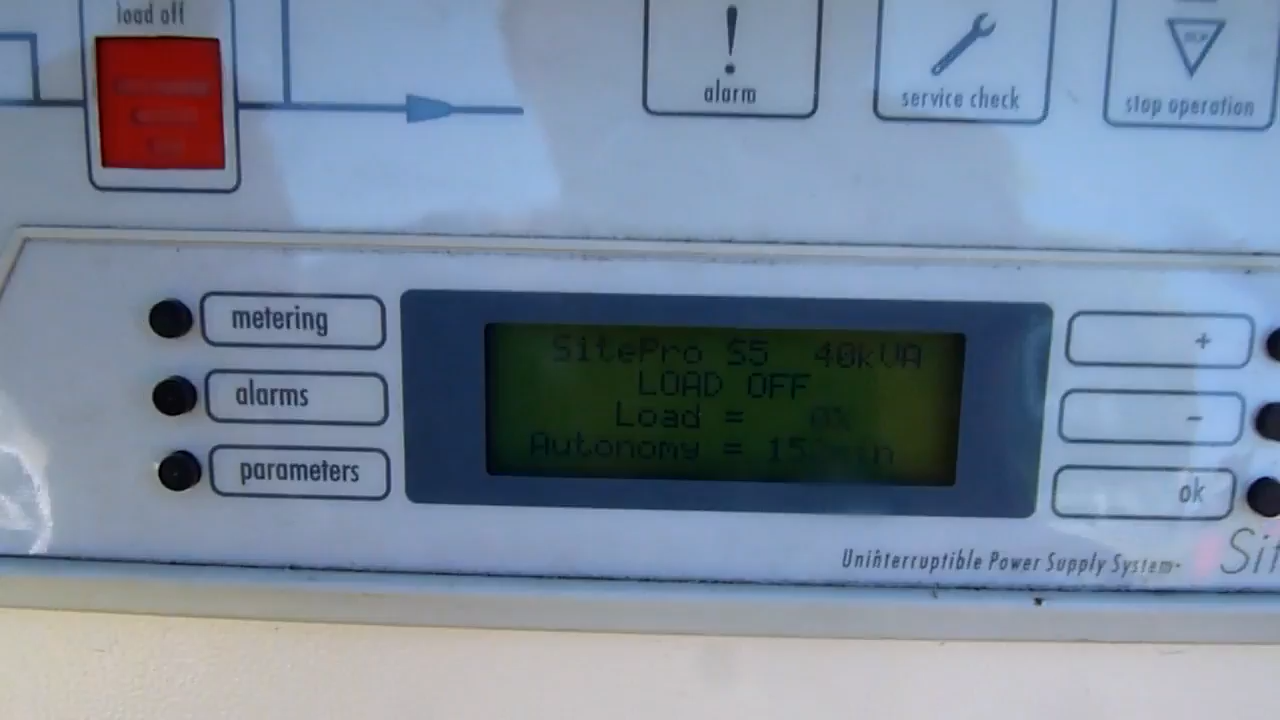 load off
alarm
service check
stop operation
metering
alarms
parameters
SitePro S5 40kVA
LOAD OFF
Load = 0%
Autonomy =
+
-
ok
Uninterruptible Power Supply System